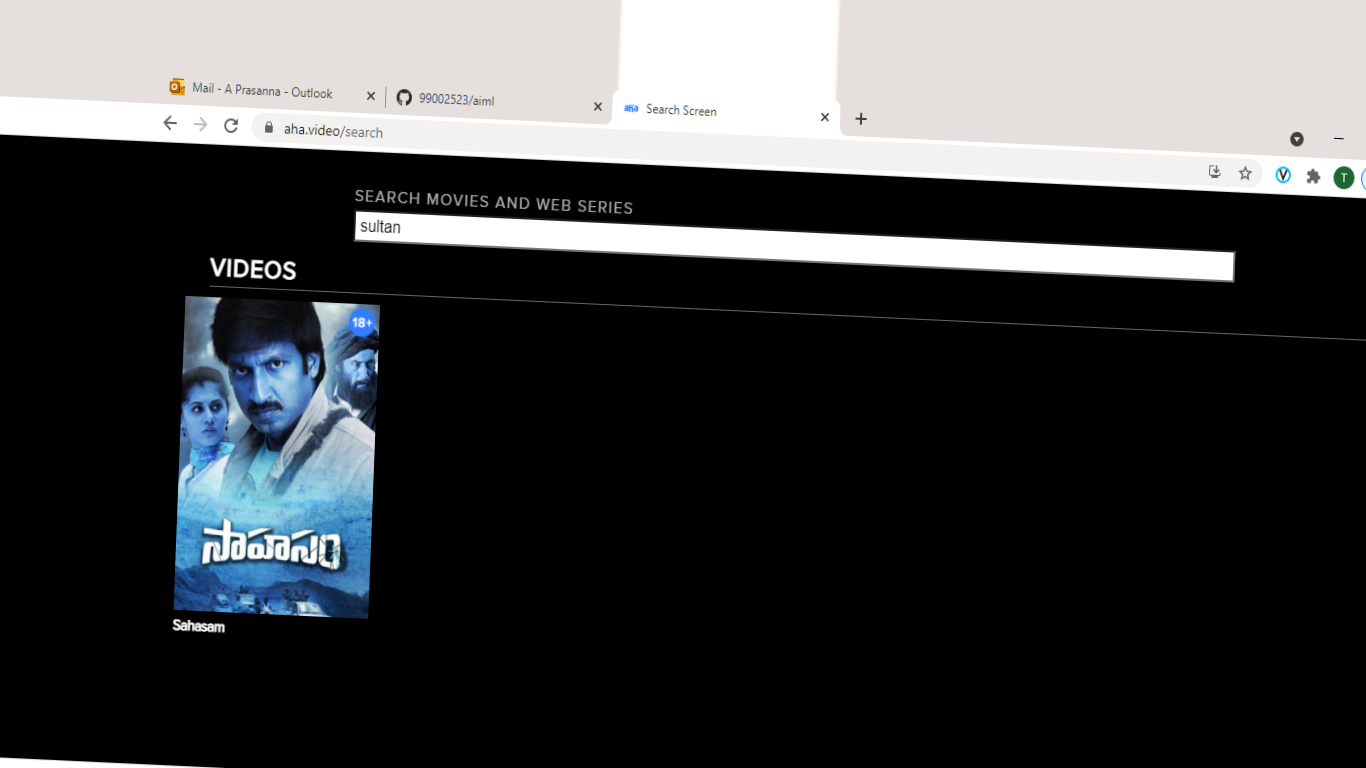 Mail - A Prasanna - Outlook
99002523/aiml
aha
Search Screen
aha.video/search
V
T
SEARCH MOVIES AND WEB SERIES
sultan
VIDEOS
18+
సాహసం
Sahasam